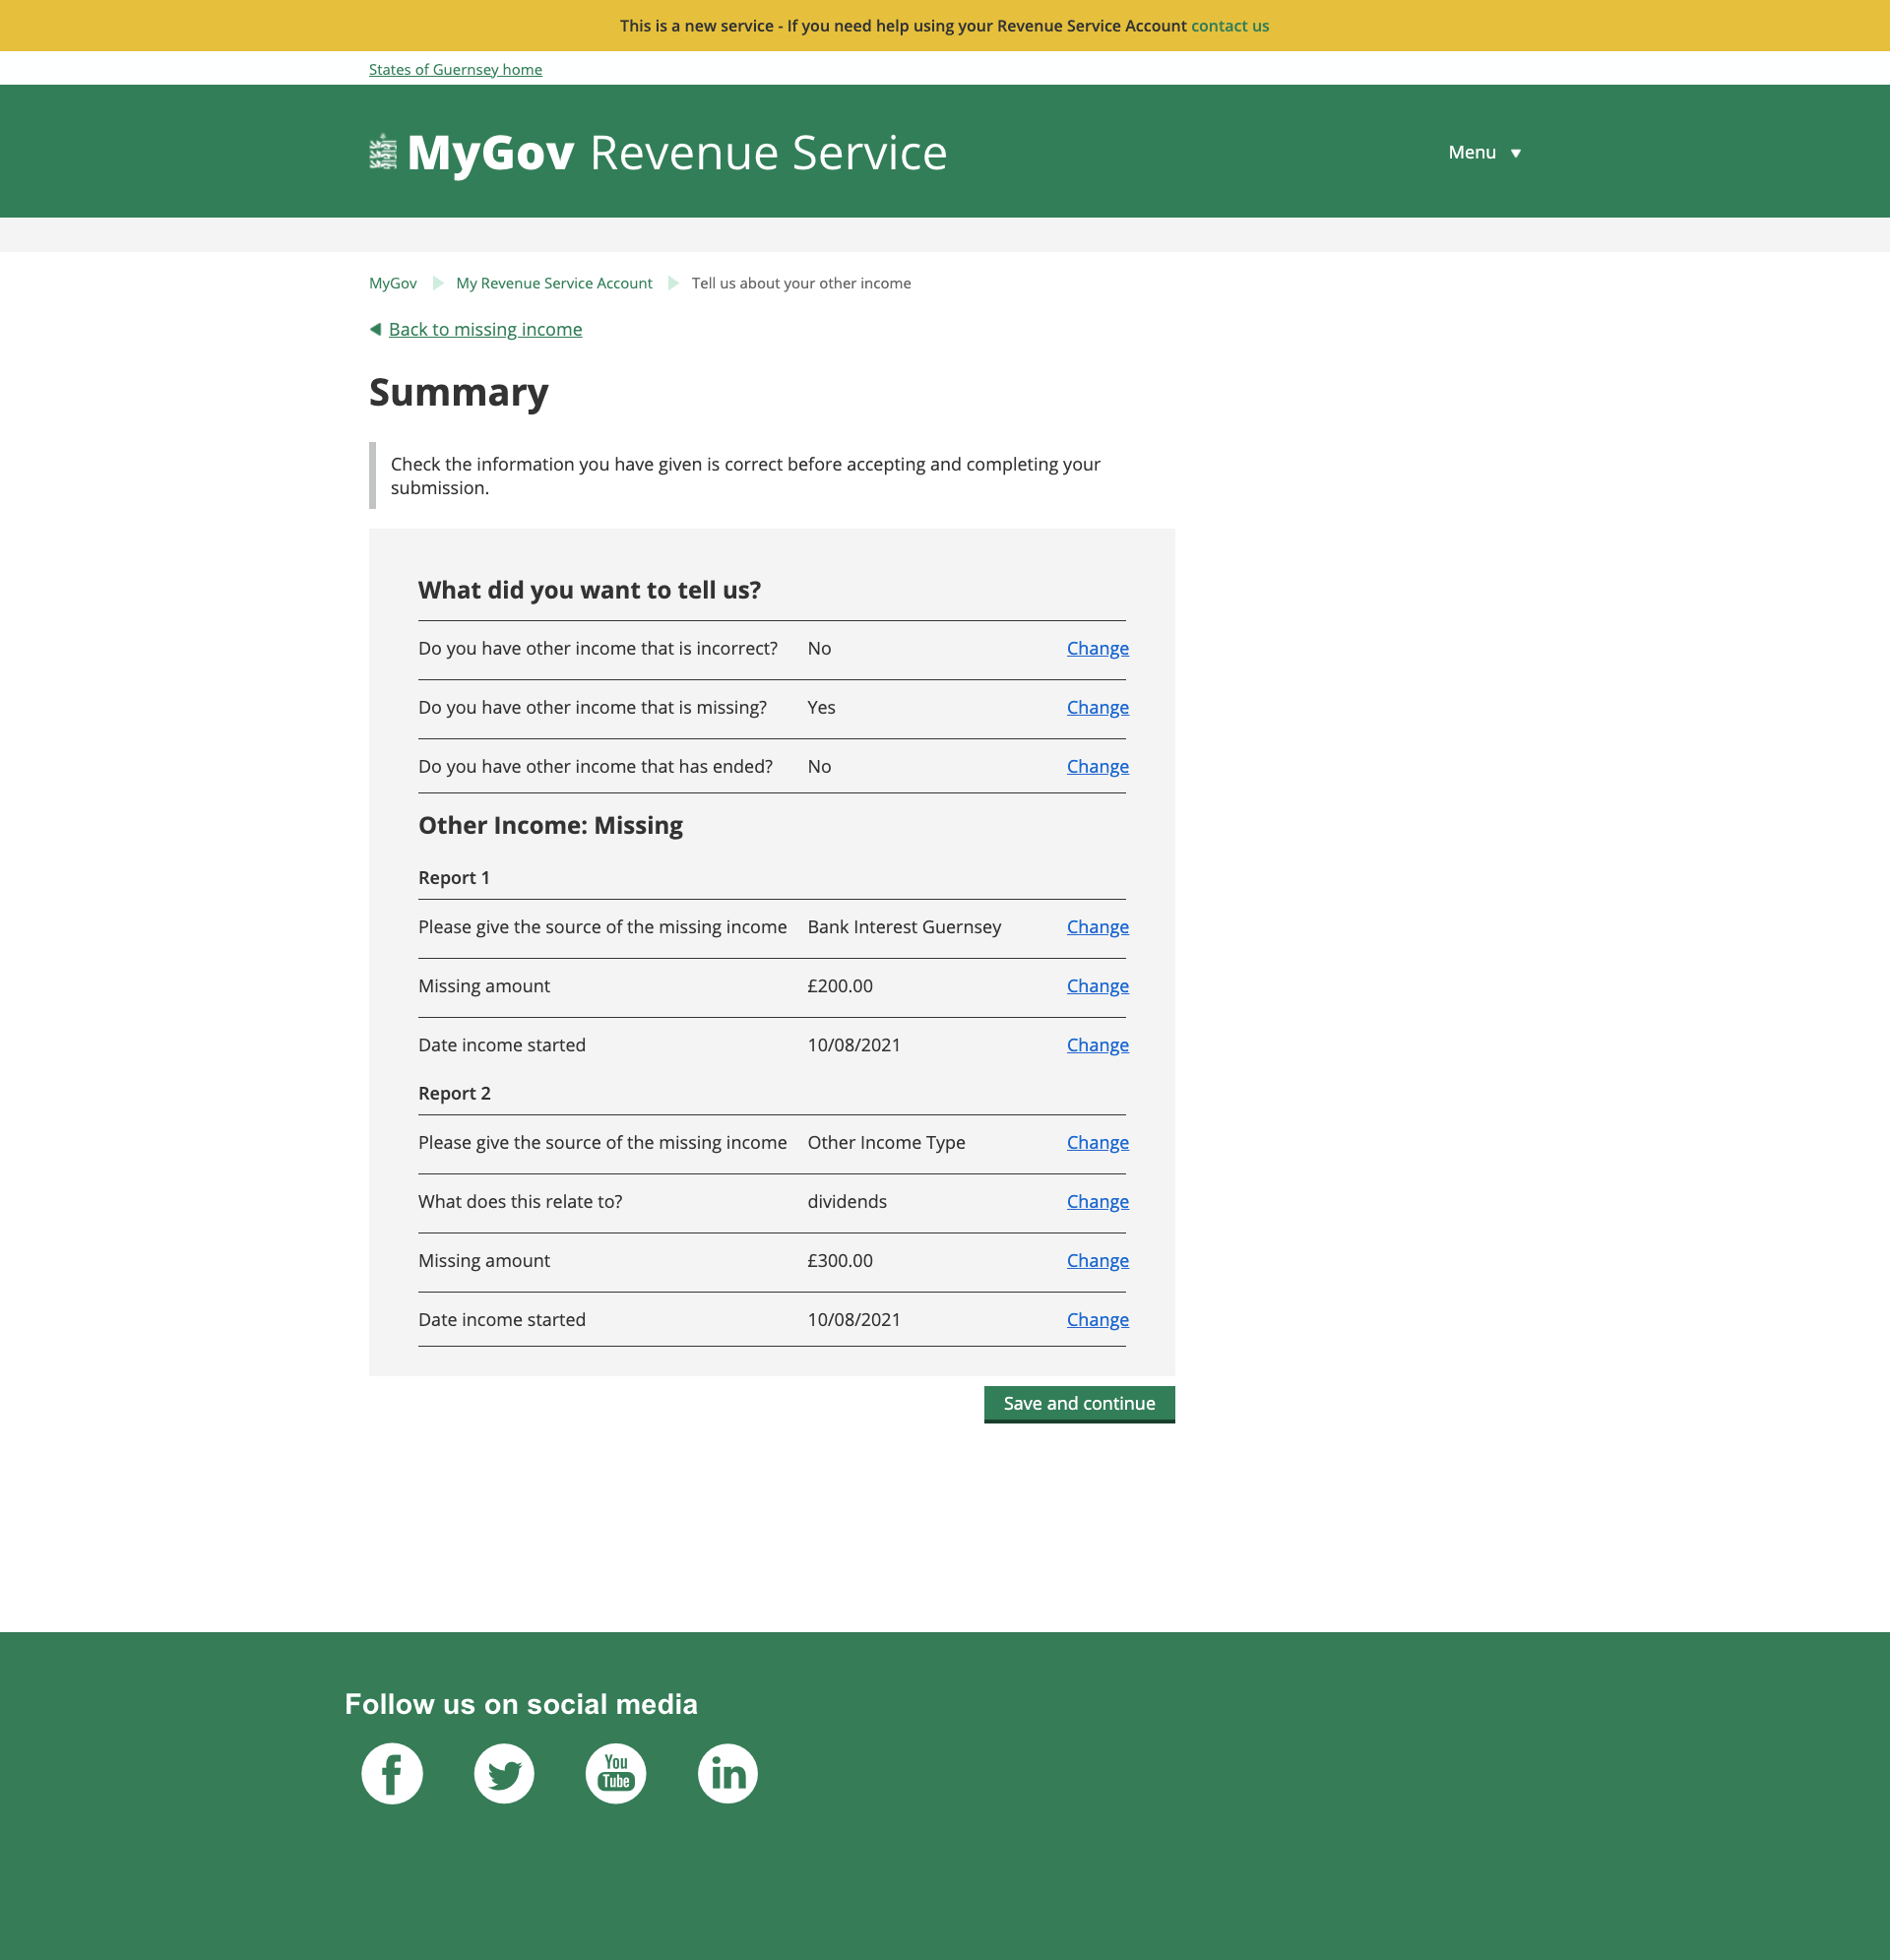 This is a new service - If you need help using your Revenue Service Account contact us
States of Guernsey home
MyGov Revenue Service
Menu
MyGov
My Revenue Service Account
Tell us about your other income
Back to missing income
Summary
Check the information you have given is correct before accepting and completing your
submission.
What did you want to tell us?
Do you have other income that is incorrect? No Change
Do you have other income that is missing? Yes Change
Do you have other income that has ended? No Change
Other Income: Missing
Report 1
Please give the source of the missing income Bank Interest Guernsey Change
Missing amount £200.00 Change
Date income started 10/08/2021 Change
Report 2
Please give the source of the missing income Other Income Type Change
What does this relate to? dividends Change
Missing amount £300.00 Change
Date income started 10/08/2021 Change
Save and continue
Follow us on social media
f
You
Tube
in